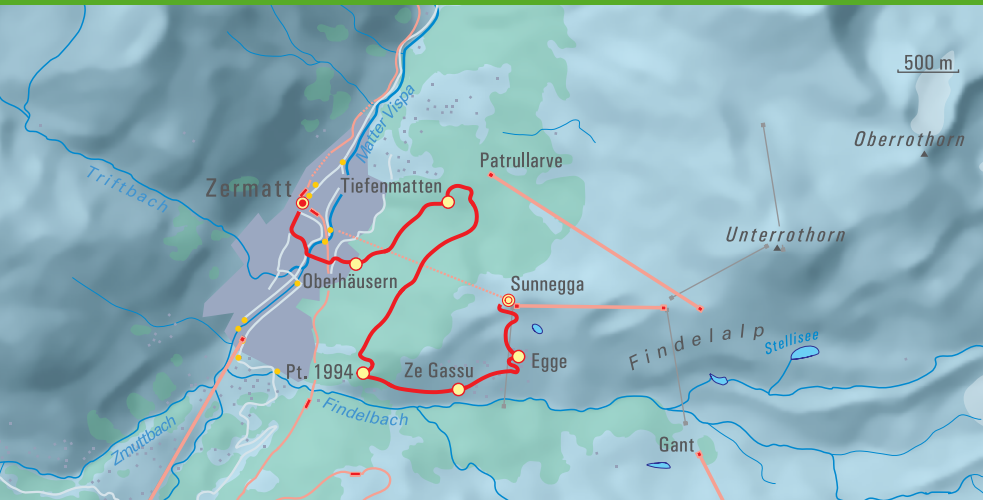 500 m
Oberrothorn
Matter Vispa
Patrullarve
Triftbach
Zermatt
Tiefenmatten
Unterrothorn
Oberhäusern
Sunnegga
Findelalp
Stellisee
Pt. 1994
Ze Gassu
Egge
Findelbach
Zmuttbach
Gant